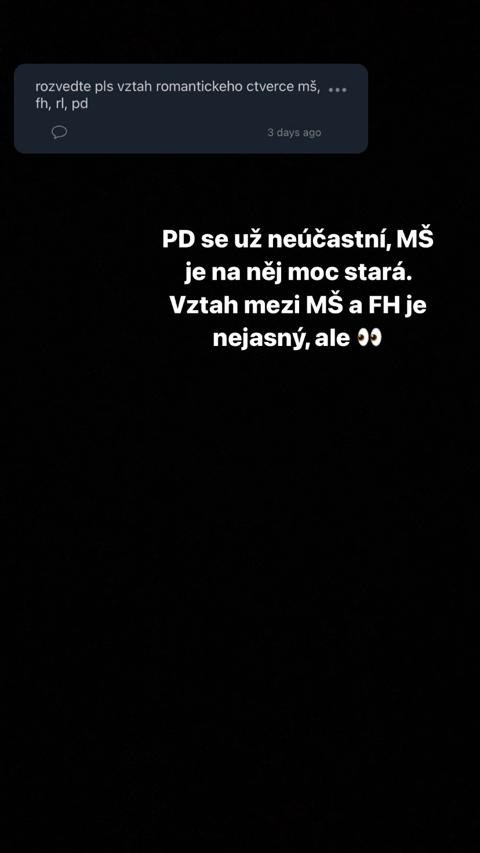 rozvedte pls vztah romantickeho ctverce mš,
fh, rl, pd
3 days ago
PD se už neúčastní, MŠ
je na něj moc stará.
Vztah mezi MŠ a FH je
nejasný, ale 👀